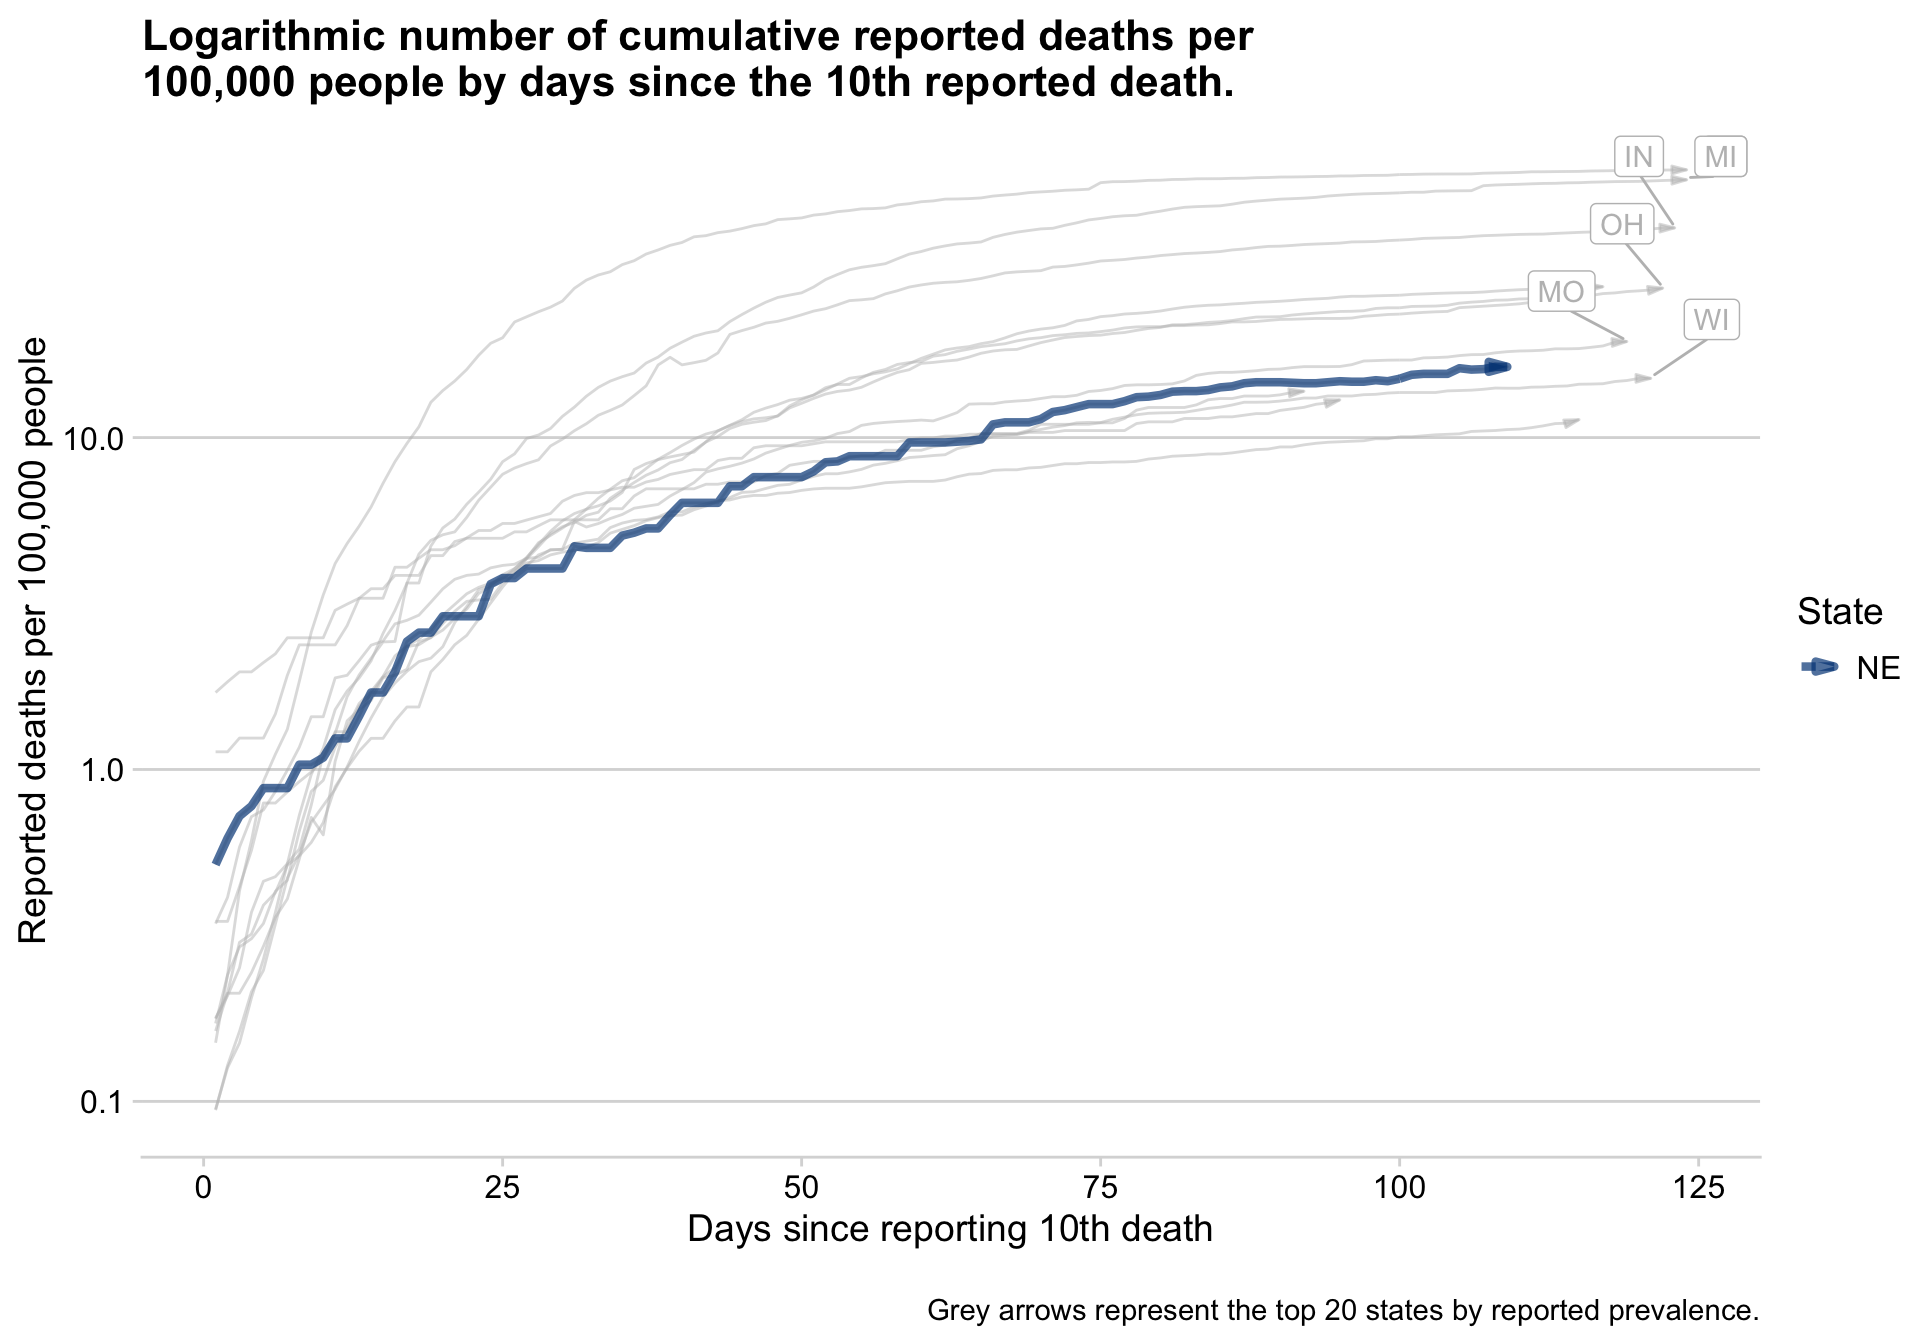 Logarithmic number of cumulative reported deaths per
100,000 people by days since the 10th reported death.
IN
MI
OH
MO
WI
Reported deaths per 100,000 people
10.0
1.0
0.1
State
NE
0
25
50
75
100
125
Days since reporting 10th death
Grey arrows represent the top 20 states by reported prevalence.